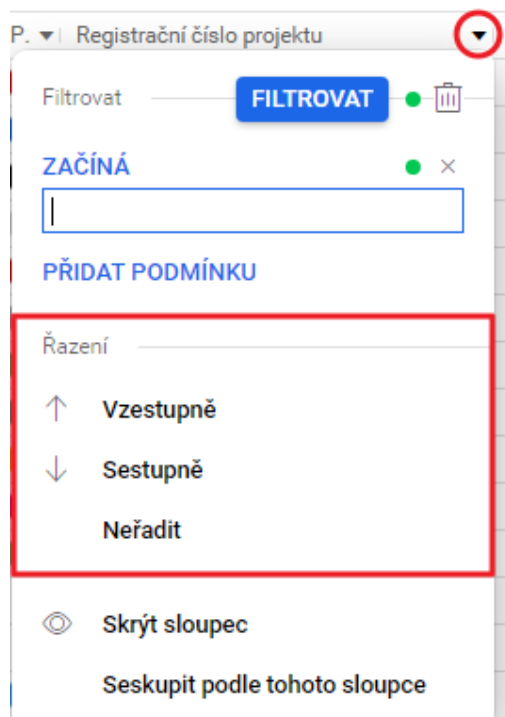 P. Registrační číslo projektu
Filtrovat FILTROVAT
ZAČÍNÁ
PŘIDAT PODMÍNKU
Řazení
Vzestupně
Sestupně
Neřadit
Skrýt sloupec
Seskupit podle tohoto sloupce